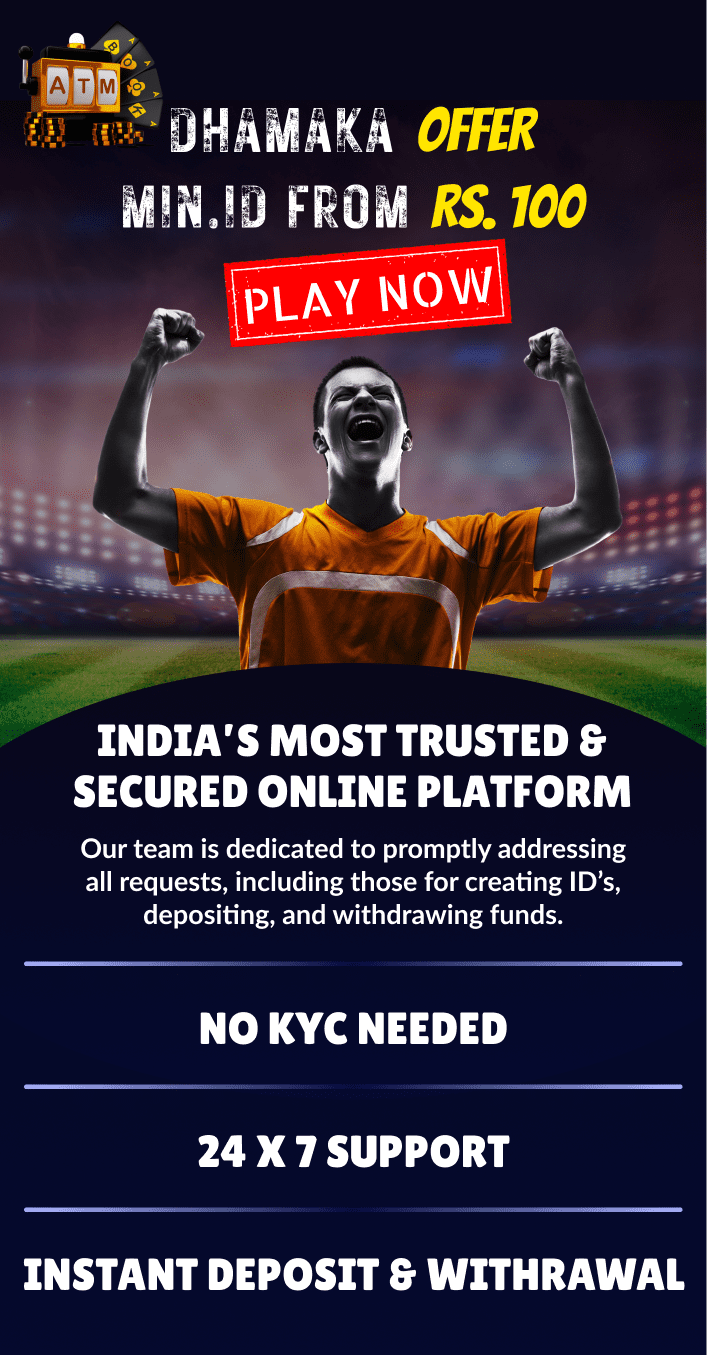 ATM
BOOK
DHAMAKA OFFER
MIN.ID FROM RS. 100
PLAY NOW
INDIA'S MOST TRUSTED &
SECURED ONLINE PLATFORM
Our team is dedicated to promptly addressing
all requests, including those for creating ID's,
depositing, and withdrawing funds.
NO KYC NEEDED
24 X 7 SUPPORT
INSTANT DEPOSIT & WITHRAWAL